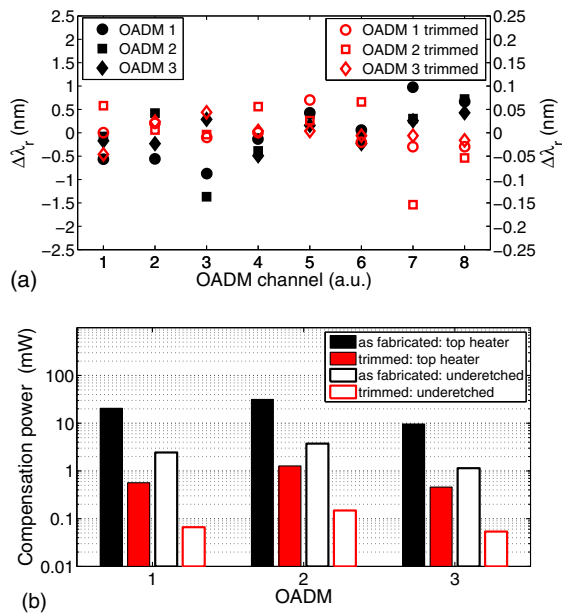 2.5
2
1.5
1
0.5
0
−0.5
−1
−1.5
−2
−2.5
Δλr (nm)
OADM 1
OADM 2
OADM 3
OADM 1 trimmed
OADM 2 trimmed
OADM 3 trimmed
0.25
0.2
0.15
0.1
0.05
0
−0.05
−0.1
−0.15
−0.2
−0.25
Δλr (nm)
1 2 3 4 5 6 7 8
OADM channel (a.u.)
(a)
Compensation power (mW)
100
10
1
0.1
0.01
as fabricated: top heater
trimmed: top heater
as fabricated: underetched
trimmed: underetched
1 2 3
OADM
(b)